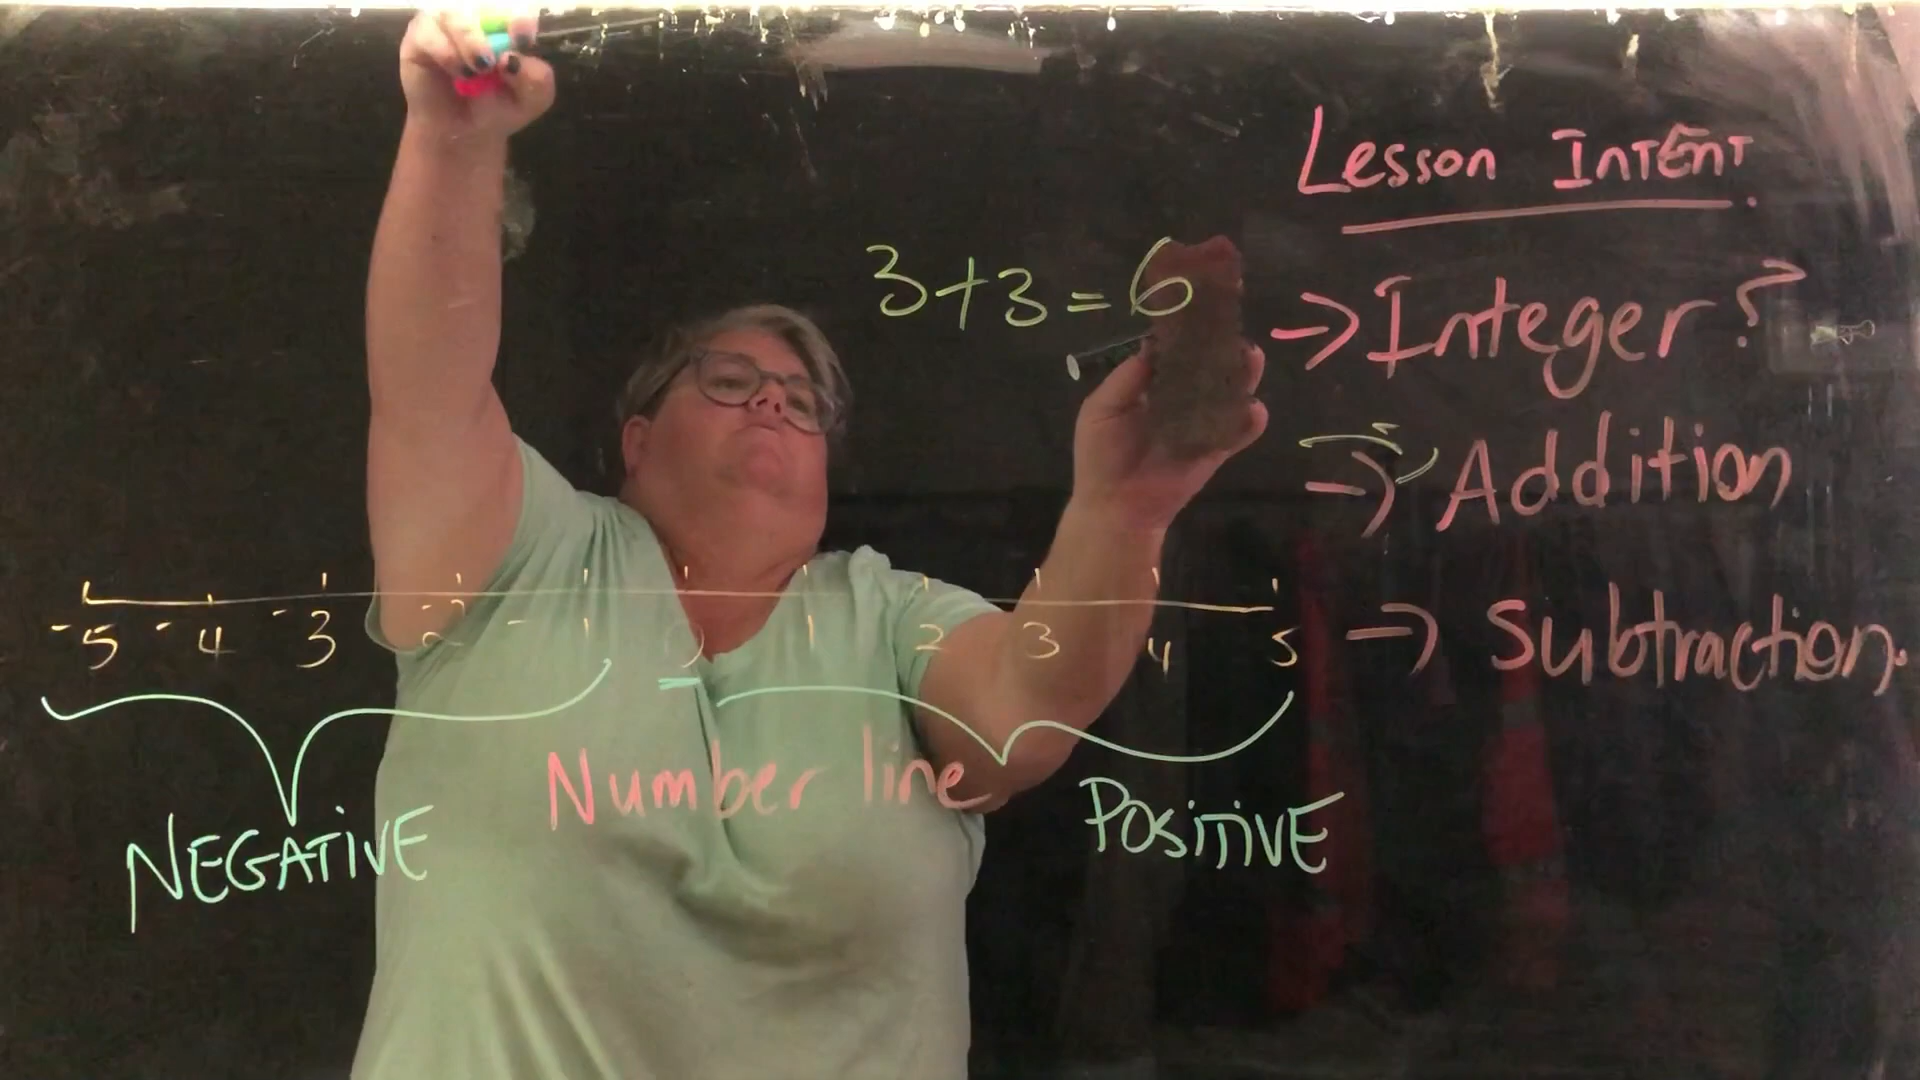 Lesson Intent.
3+3=6
→ Integer?
→ Addition
-5 -4 -3 -2 -1 0 1 2 3 4 5
→ Subtraction.
Number line
NEGATIVE
POSITIVE